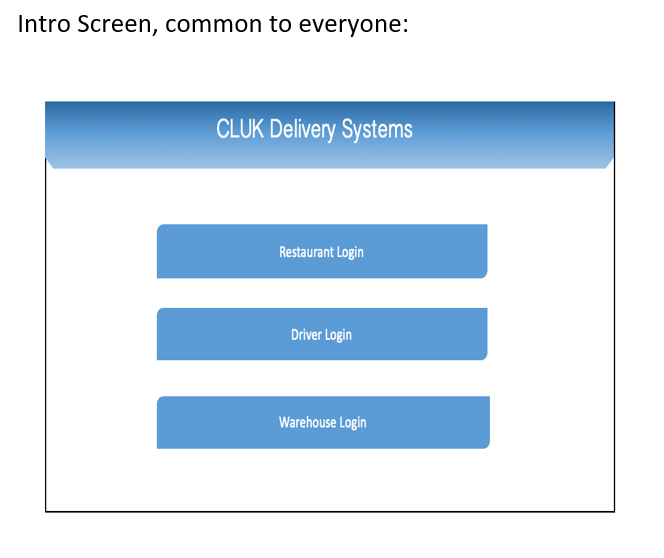 Intro Screen, common to everyone:
CLUK Delivery Systems
Restaurant Login
Driver Login
Warehouse Login